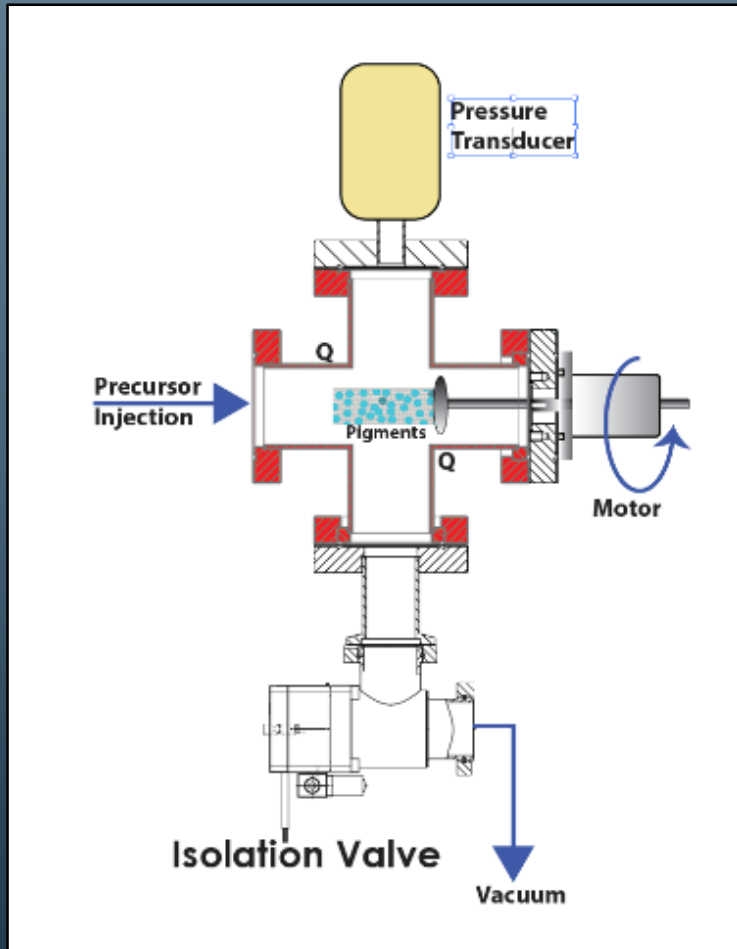 Pressure
Transducer
Q
Precursor
Injection
Pigments
Q
Motor
Isolation Valve
Vacuum